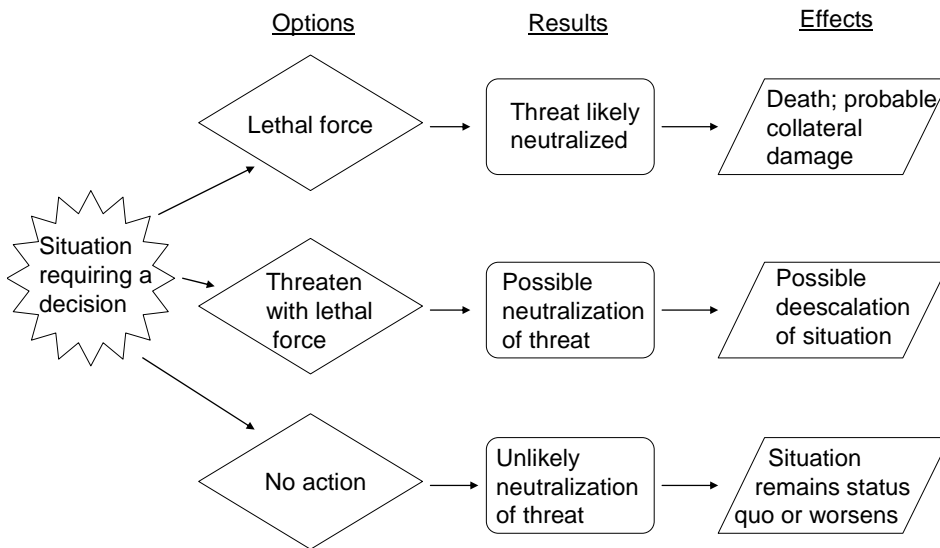 Options
Results
Effects
Lethal force
Threat likely
neutralized
Death; probable
collateral
damage
Situation
requiring a
decision
Threaten
with lethal
force
Possible
neutralization
of threat
Possible
deescalation
of situation
No action
Unlikely
neutralization
of threat
Situation
remains status
quo or worsens